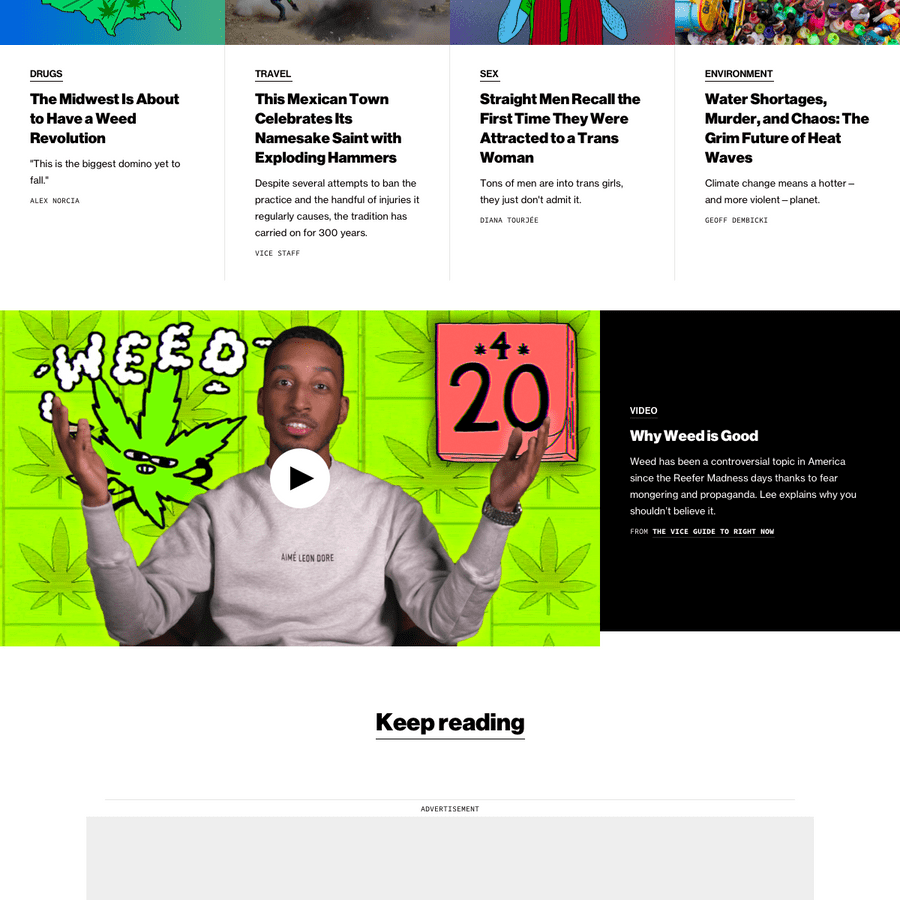 DRUGS
The Midwest Is About
to Have a Weed
Revolution
"This is the biggest domino yet to
fall."
ALEX NORCIA
TRAVEL
This Mexican Town
Celebrates Its
Namesake Saint with
Exploding Hammers
Despite several attempts to ban the
practice and the handful of injuries it
regularly causes, the tradition has
carried on for 300 years.
VICE STAFF
SEX
Straight Men Recall the
First Time They Were
Attracted to a Trans
Woman
Tons of men are into trans girls,
they just don't admit it.
DIANA TOURJÉE
ENVIRONMENT
Water Shortages,
Murder, and Chaos: The
Grim Future of Heat
Waves
Climate change means a hotter—
and more violent—planet.
GEOFF DEMBICKI
WEED
4
20
AIMÉ LEON DORE
VIDEO
Why Weed is Good
Weed has been a controversial topic in America
since the Reefer Madness days thanks to fear
mongering and propaganda. Lee explains why you
shouldn't believe it.
FROM THE VICE GUIDE TO RIGHT NOW
Keep reading
ADVERTISEMENT